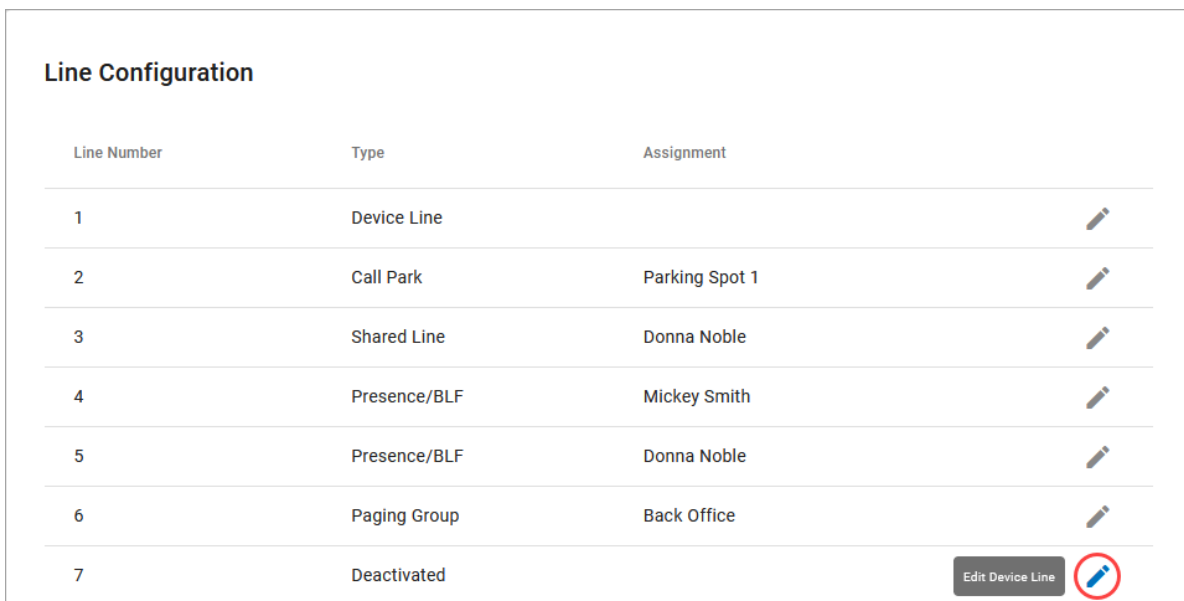 Line Configuration
Line Number Type Assignment
1 Device Line
2 Call Park Parking Spot 1
3 Shared Line Donna Noble
4 Presence/BLF Mickey Smith
5 Presence/BLF Donna Noble
6 Paging Group Back Office
7 Deactivated Edit Device Line